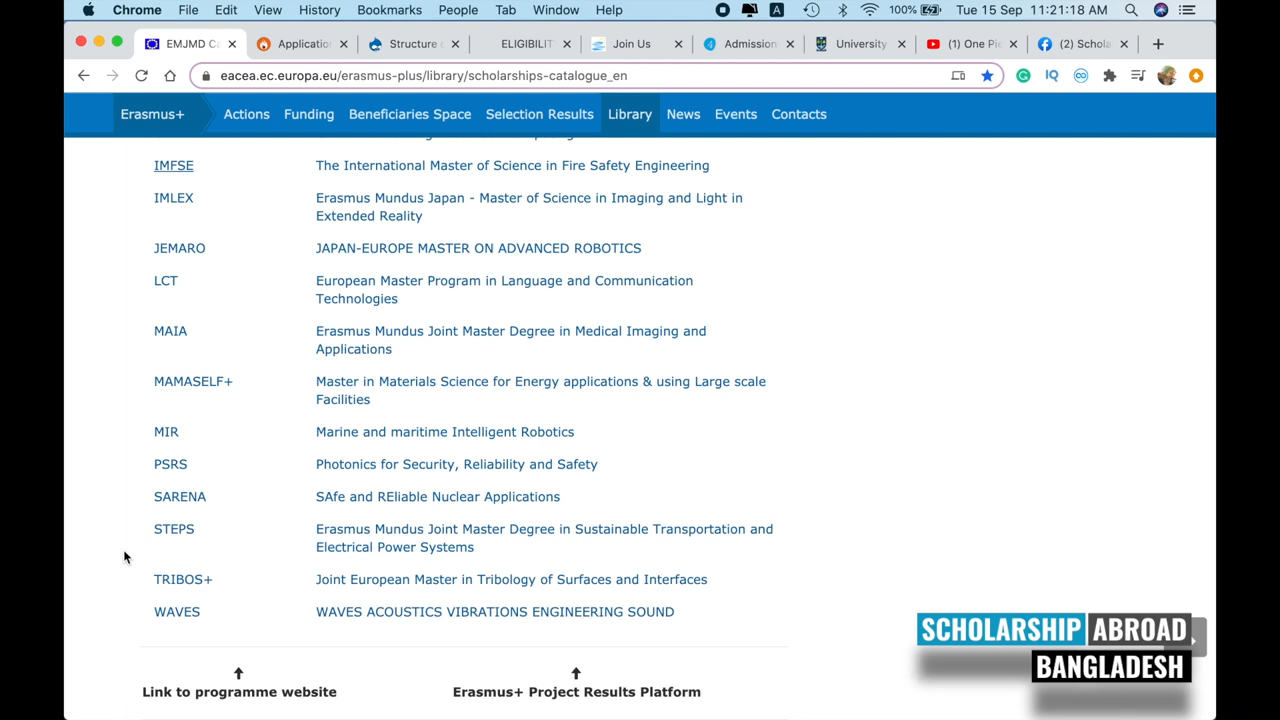 Chrome File Edit View History Bookmarks People Tab Window Help 100% Tue 15 Sep 11:21:18 AM
EMJMD Ca Application Structure ELIGIBILIT Join Us Admission University (1) One Pie (2) Schola
eacea.ec.europa.eu/erasmus-plus/library/scholarships-catalogue_en
Erasmus+ Actions Funding Beneficiaries Space Selection Results Library News Events Contacts
IMFSE The International Master of Science in Fire Safety Engineering
IMLEX Erasmus Mundus Japan - Master of Science in Imaging and Light in
Extended Reality
JEMARO JAPAN-EUROPE MASTER ON ADVANCED ROBOTICS
LCT European Master Program in Language and Communication
Technologies
MAIA Erasmus Mundus Joint Master Degree in Medical Imaging and
Applications
MAMASELF+ Master in Materials Science for Energy applications & using Large scale
Facilities
MIR Marine and maritime Intelligent Robotics
PSRS Photonics for Security, Reliability and Safety
SARENA SAfe and REliable Nuclear Applications
STEPS Erasmus Mundus Joint Master Degree in Sustainable Transportation and
Electrical Power Systems
TRIBOS+ Joint European Master in Tribology of Surfaces and Interfaces
WAVES WAVES ACOUSTICS VIBRATIONS ENGINEERING SOUND
SCHOLARSHIP ABROAD
BANGLADESH
Link to programme website Erasmus+ Project Results Platform